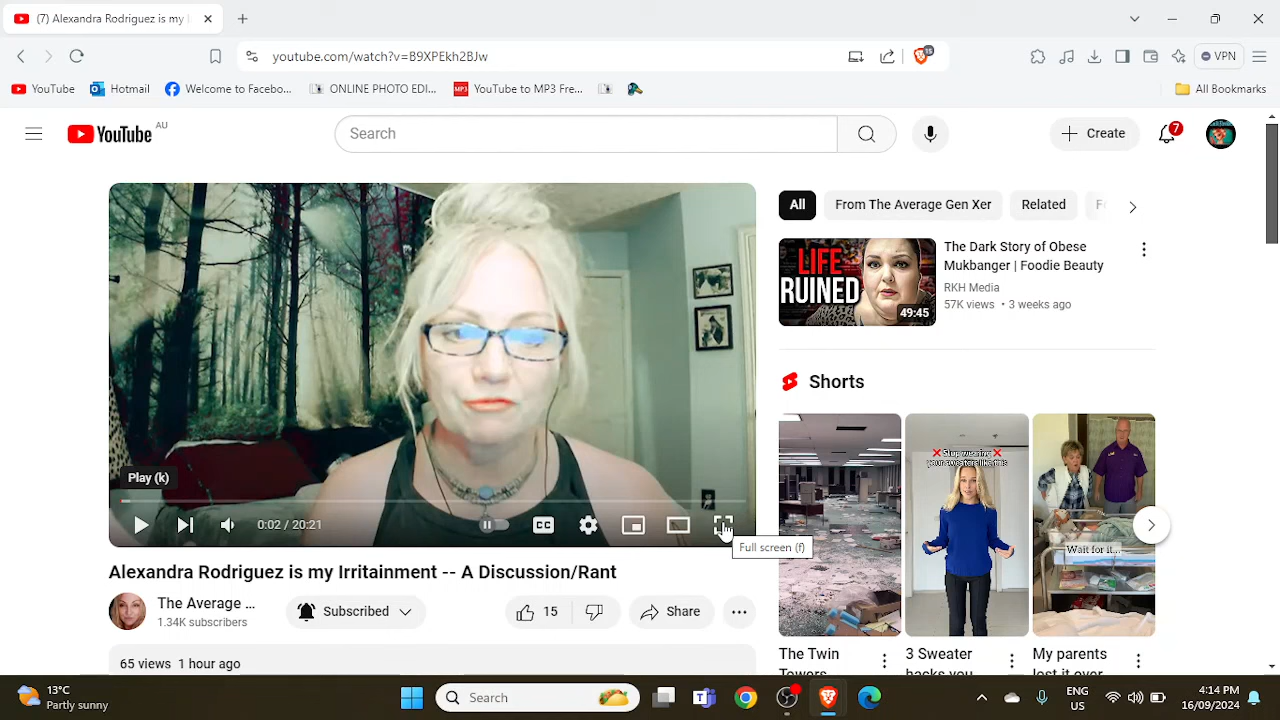 (7) Alexandra Rodriguez is my
youtube.com/watch?v=B9XPEkh2BJw
15
VPN
YouTube
Hotmail
Welcome to Facebo...
ONLINE PHOTO EDI...
MP3
YouTube to MP3 Fre...
All Bookmarks
YouTube
AU
Search
Create
7
All
From The Average Gen Xer
Related
LIFE
RUINED
49:45
The Dark Story of Obese
Mukbanger | Foodie Beauty
RKH Media
57K views • 3 weeks ago
Shorts
Stop wearing
your sweaters like this
Wait for it...
Play (k)
0:02 / 20:21
CC
Full screen (f)
Alexandra Rodriguez is my Irritainment -- A Discussion/Rant
The Average ...
1.34K subscribers
Subscribed
15
Share
65 views 1 hour ago
The Twin
Towers
3 Sweater
hacks you
My parents
lost it over
13°C
Partly sunny
Search
ENG
US
6:14 PM
16/09/2024